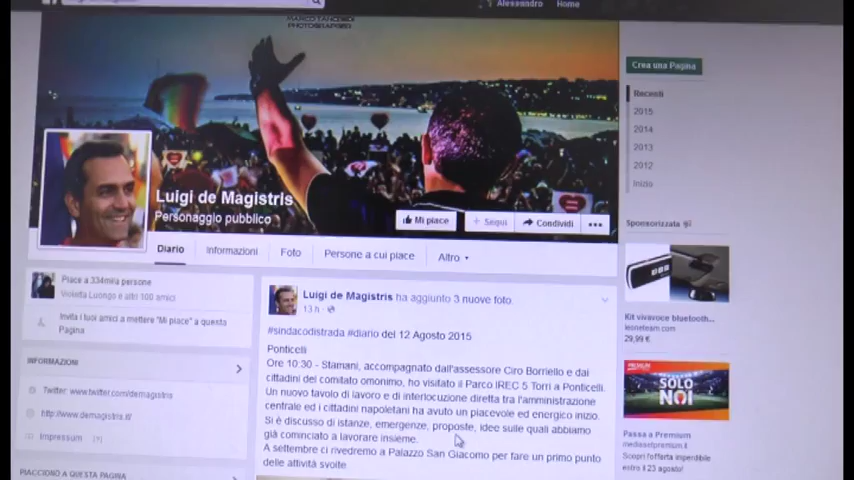 Alessandro Home
MARCO TANCREDI
Crea una Pagina
Recenti
2015
2014
2013
2012
Inizio
Luigi de Magistris
Personaggio pubblico
Mi piace
+ Segui
Condividi
Diario
Informazioni
Foto
Persone a cui piace
Altro
Piace a 334mila persone
Violetta Luongo e altri 100 amici
Invita i tuoi amici a mettere "Mi piace" a questa
Pagina
INFORMAZIONI
Twitter: www.twitter.com/demagistris
http://www.demagistris.it/
Impressum [?]
PIACCIONO A QUESTA PAGINA
Luigi de Magistris ha aggiunto 3 nuove foto.
13 h
#sindacodistrada #diario del 12 Agosto 2015
Ponticelli
Ore 10:30 - Stamani, accompagnato dall'assessore Ciro Borriello e dai
cittadini del comitato omonimo, ho visitato il Parco IREC 5 Torri a Ponticelli.
Un nuovo tavolo di lavoro e di interlocuzione diretta tra l'amministrazione
centrale ed i cittadini napoletani ha avuto un piacevole ed energico inizio.
Si è discusso di istanze, emergenze, proposte, idee sulle quali abbiamo
già cominciato a lavorare insieme.
A settembre ci rivedremo a Palazzo San Giacomo per fare un primo punto
delle attività svolte
Sponsorizzata
Kit vivavoce bluetooth...
leoneteam.com
29,99 €
PREMIUM
SOLO
NOI
Passa a Premium
mediasetpremium.it
Scopri l'offerta imperdibile
entro il 23 agosto!